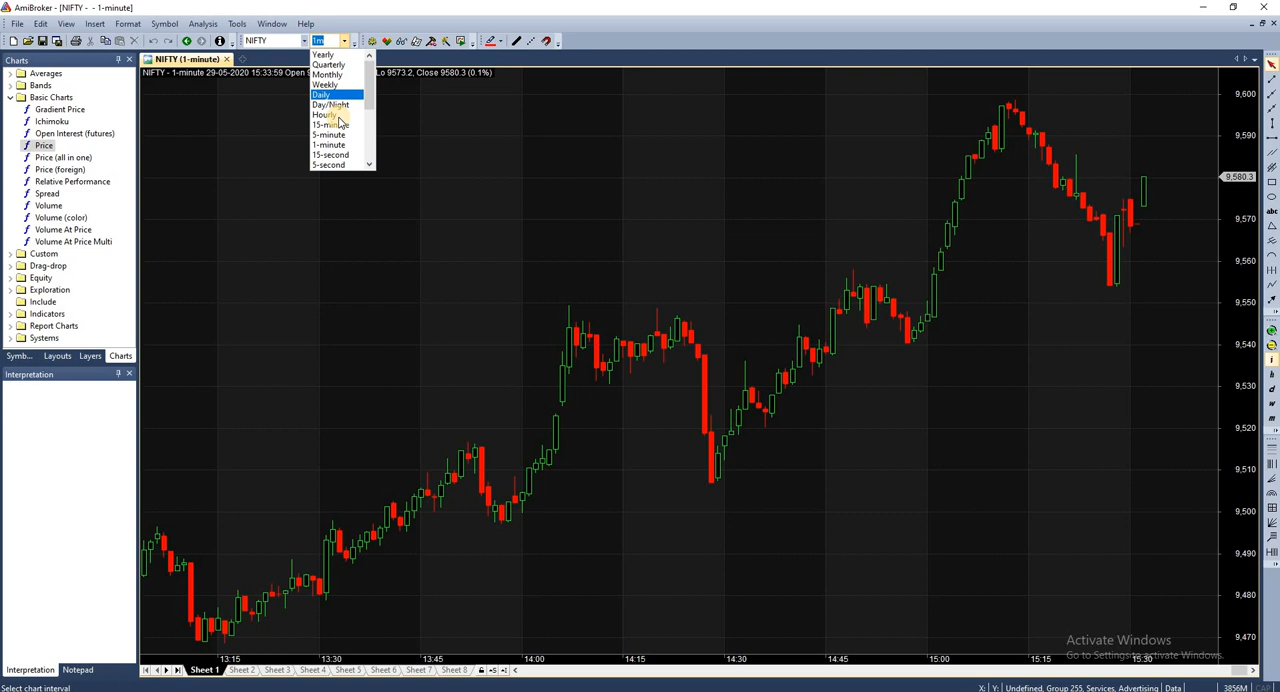 AmiBroker - [NIFTY - - 1-minute]
File Edit View Insert Format Symbol Analysis Tools Window Help
NIFTY 1m
Charts
Averages
Bands
Basic Charts
Gradient Price
Ichimoku
Open Interest (futures)
Price
Price (all in one)
Price (foreign)
Relative Performance
Spread
Volume
Volume (color)
Volume At Price
Volume At Price Multi
Custom
Drag-drop
Equity
Exploration
Include
Indicators
Report Charts
Systems
Symb... Layouts Layers Charts
Interpretation
Interpretation Notepad
Select chart interval
NIFTY (1-minute)
NIFTY - 1-minute 29-05-2020 15:33:59 Open Lo 9573.2, Close 9580.3 (0.1%)
Yearly
Quarterly
Monthly
Weekly
Daily
Day/Night
Hourly
15-minute
5-minute
1-minute
15-second
5-second
9,600
9,590
9,580.3
9,570
9,560
9,550
9,540
9,530
9,520
9,510
9,500
9,490
9,480
9,470
13:15 13:30 13:45 14:00 14:15 14:30 14:45 15:00 15:15 15:30
Activate Windows
Go to Settings to activate Windows.
Sheet 1 Sheet 2 Sheet 3 Sheet 4 Sheet 5 Sheet 6 Sheet 7 Sheet 8
X: Y: Undefined, Group 255, Services, Advertising Data 3856M CAP
abc
i
h
d
w
m